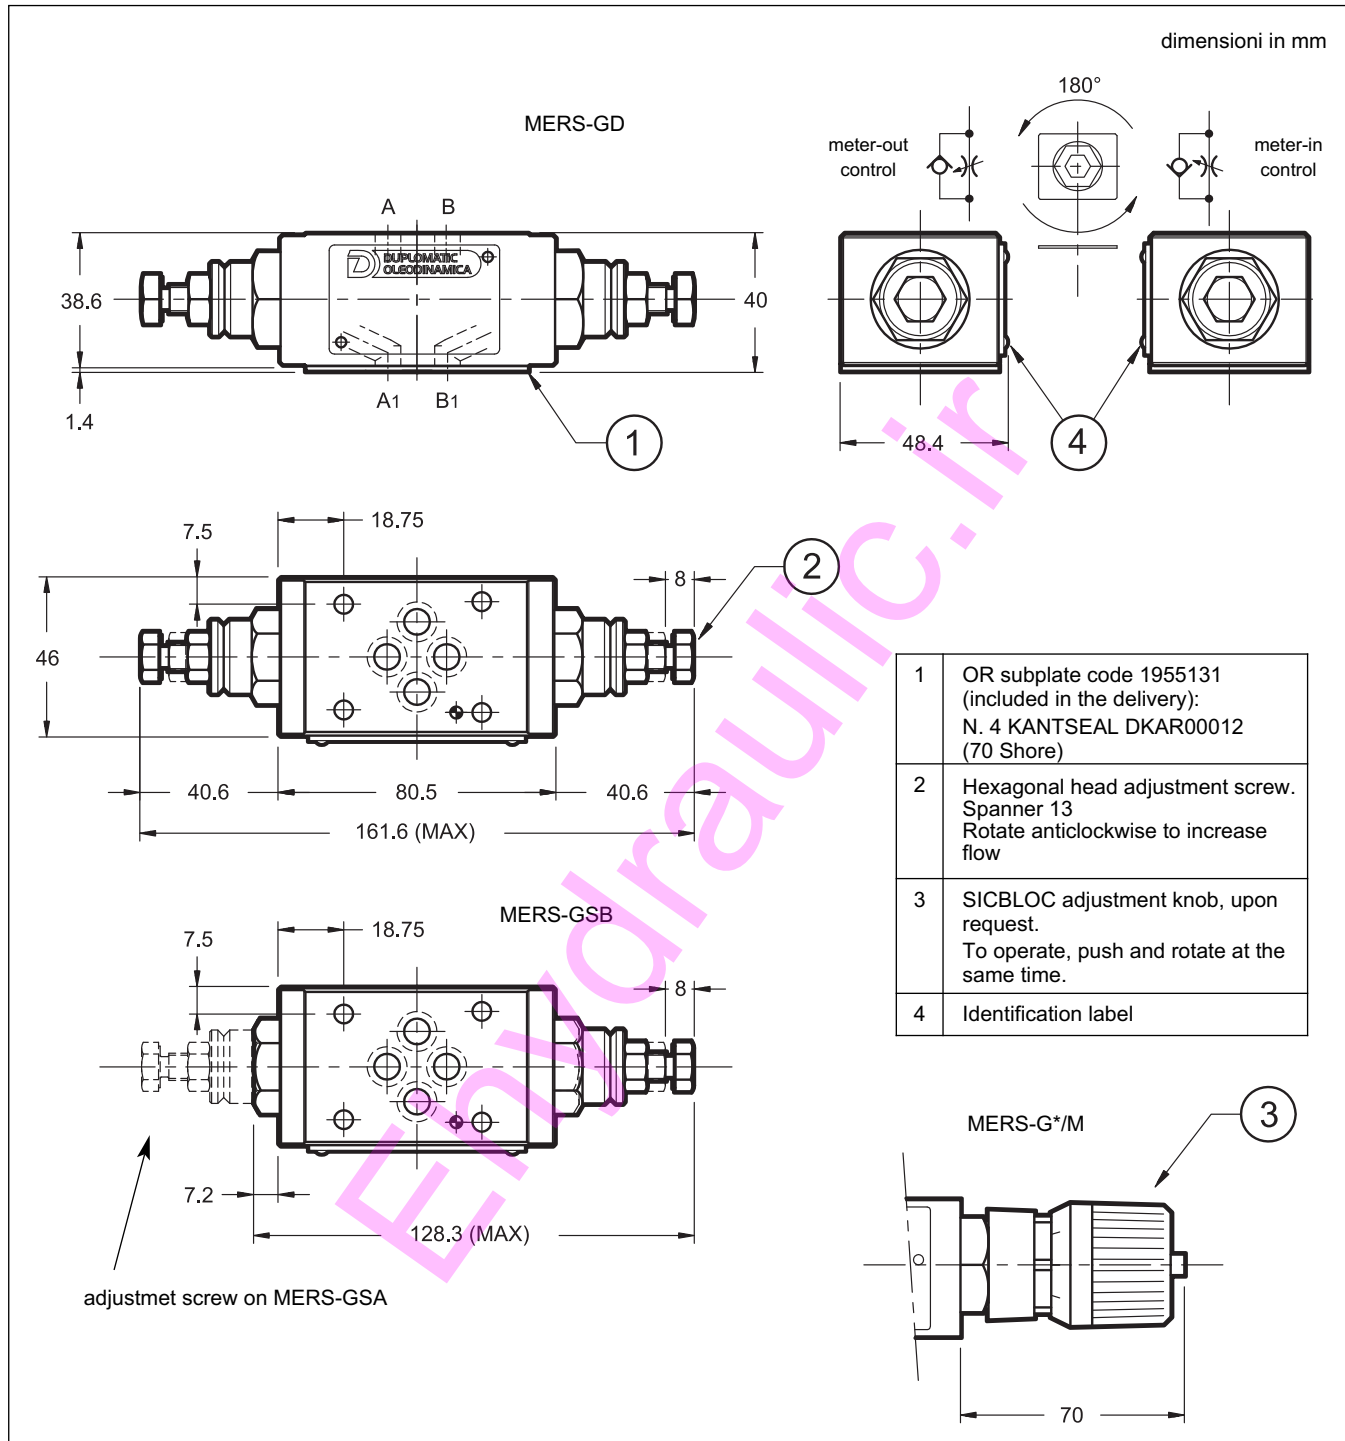 dimensioni in mm
MERS-GD
180°
meter-out
control
meter-in
control
A
B
DUPLOMATIC
OLEODINAMICA
38.6
40
1.4
A1
B1
1
48.4
4
7.5
18.75
8
2
46
40.6
80.5
40.6
161.6 (MAX)
1
OR subplate code 1955131
(included in the delivery):
N. 4 KANTSEAL DKAR00012
(70 Shore)
2
Hexagonal head adjustment screw.
Spanner 13
Rotate anticlockwise to increase
flow
3
SICBLOC adjustment knob, upon
request.
To operate, push and rotate at the
same time.
4
Identification label
MERS-GSB
7.5
18.75
8
7.2
128.3 (MAX)
adjustmet screw on MERS-GSA
MERS-G*/M
3
70
Enydraulic.ir